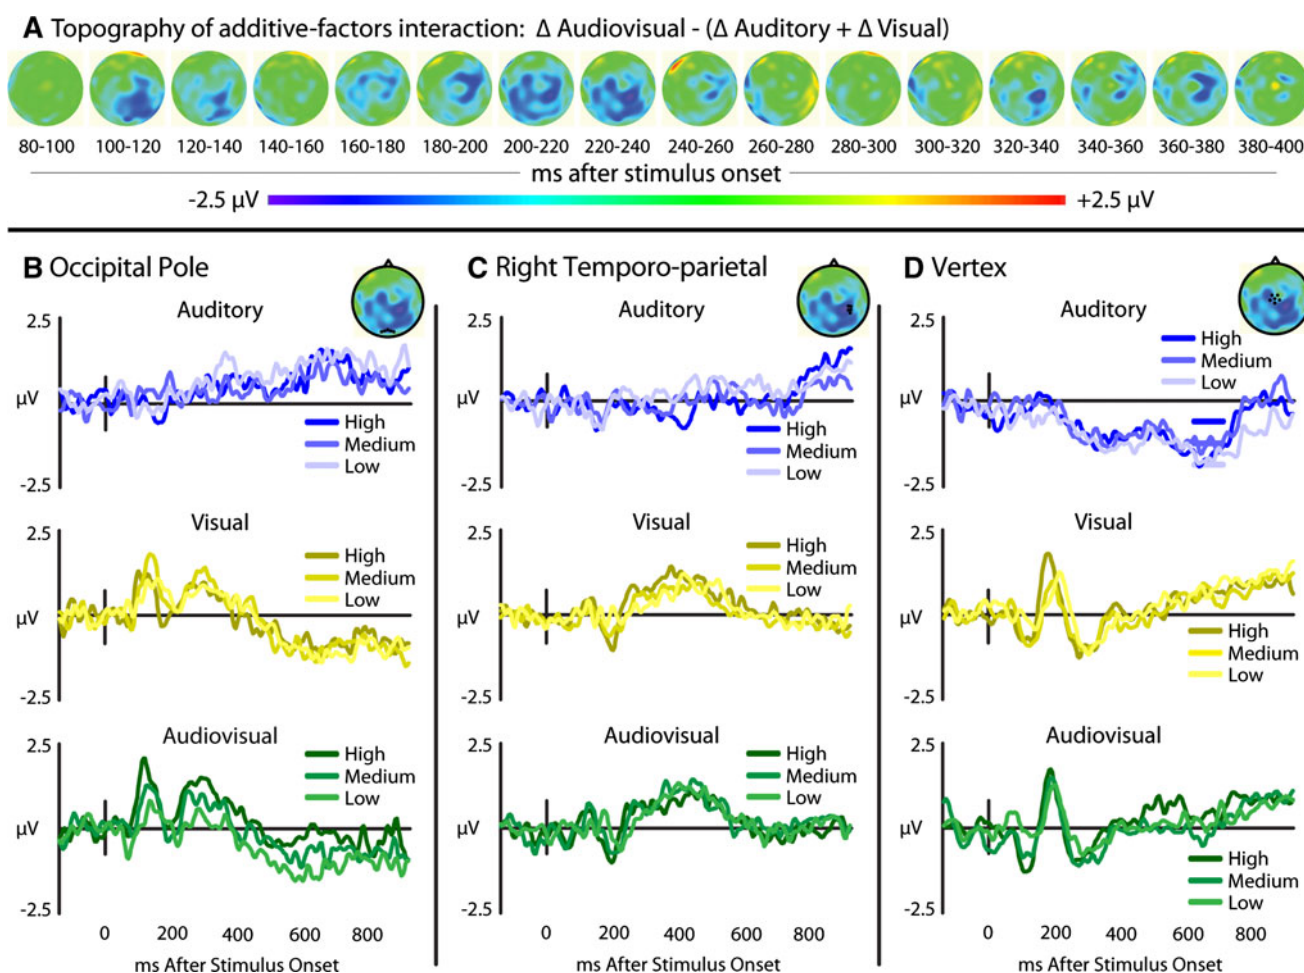 A Topography of additive-factors interaction: Δ Audiovisual - (Δ Auditory + Δ Visual)
80-100 100-120 120-140 140-160 160-180 180-200 200-220 220-240 240-260 260-280 280-300 300-320 320-340 340-360 360-380 380-400
ms after stimulus onset
-2.5 µV +2.5 µV
B Occipital Pole
Auditory
2.5
µV
-2.5
High
Medium
Low
Visual
2.5
µV
-2.5
High
Medium
Low
Audiovisual
2.5
µV
-2.5
High
Medium
Low
0 200 400 600 800
ms After Stimulus Onset
C Right Temporo-parietal
Auditory
2.5
µV
-2.5
High
Medium
Low
Visual
2.5
µV
-2.5
High
Medium
Low
Audiovisual
2.5
µV
-2.5
High
Medium
Low
0 200 400 600 800
ms After Stimulus Onset
D Vertex
Auditory
2.5
µV
-2.5
High
Medium
Low
Visual
2.5
µV
-2.5
High
Medium
Low
Audiovisual
2.5
µV
-2.5
High
Medium
Low
0 200 400 600 800
ms After Stimulus Onset